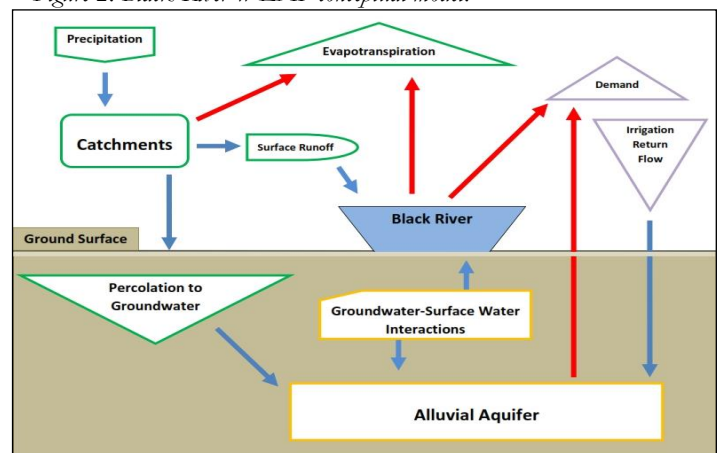 Precipitation
Evapotranspiration
Demand
Catchments
Surface Runoff
Irrigation
Return
Flow
Black River
Ground Surface
Percolation to
Groundwater
Groundwater-Surface Water
Interactions
Alluvial Aquifer